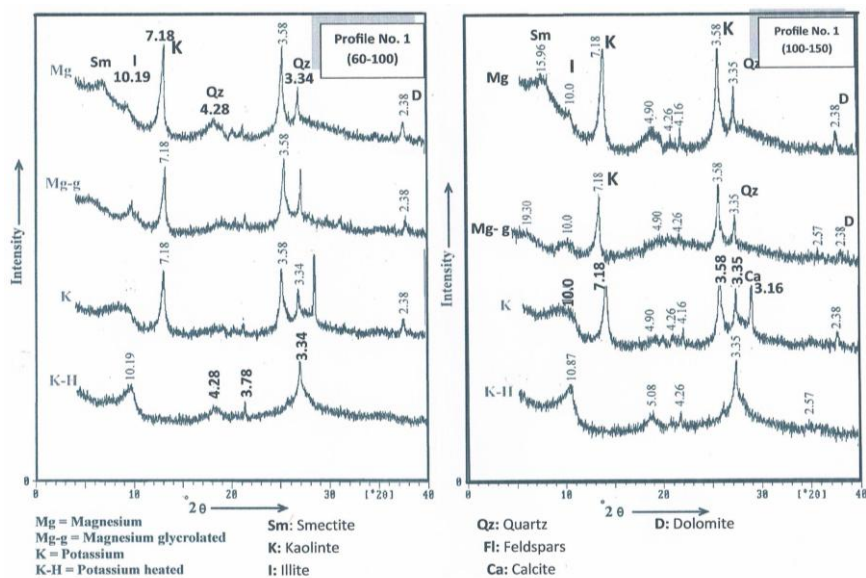 Profile No. 1
(60-100)
Mg
Sm
I
10.19
7.18
K
Qz
4.28
3.58
Qz
3.34
D
2.38
Mg-g
7.18
3.58
2.38
K
7.18
3.58
3.34
2.38
K-H
10.19
4.28
3.78
3.34
Intensity
0
0
10
20
30
[°2θ]
40
°2θ
Profile No. 1
(100-150)
Mg
Sm
15.96
I
10.0
K
7.18
4.90
4.26
4.16
K
3.58
Qz
3.35
D
2.38
Mg- g
19.30
10.0
K
7.18
4.90
4.26
3.58
Qz
3.35
2.57
D
2.38
K
10.0
7.18
4.90
4.26
4.16
3.58
3.35
Ca
3.16
2.38
K-H
10.87
5.08
4.26
3.35
2.57
Intensity
0
0
10
20
30
[°2θ]
40
°2θ
Mg = Magnesium
Mg-g = Magnesium glycrolated
K = Potassium
K-H = Potassium heated
Sm: Smectite
K: Kaolinte
I: Illite
Qz: Quartz
Fl: Feldspars
Ca: Calcite
D: Dolomite